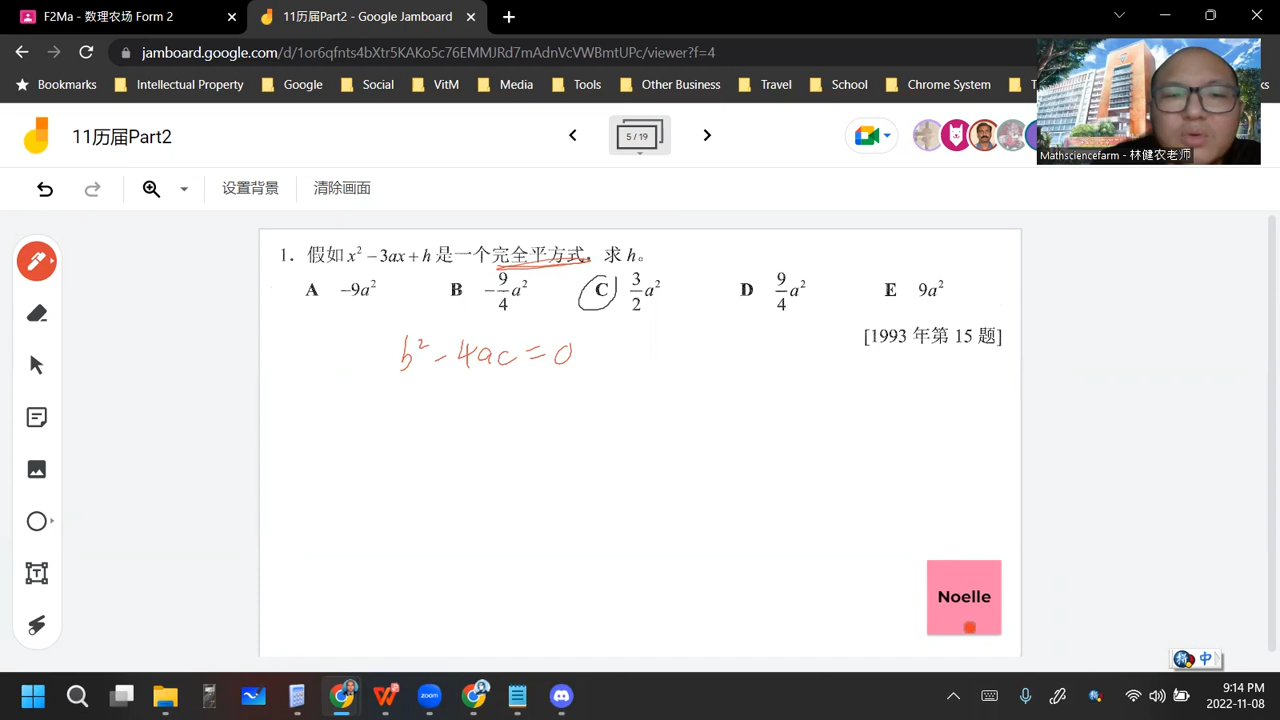 F2Ma - 数理农场 Form 2
11历届Part2 - Google Jamboard
jamboard.google.com/d/1or6qfnts4bXtr5KAKo5r76EMMJRd7mxdnVcVWBmtUPc/viewer?f=4
Bookmarks Intellectual Property Google VitM Media Tools Other Business Travel School Chrome System
11历届Part2
5 / 19
设置背景 清除画面
Mathsciencefarm - 林健农老师
1. 假如 x² − 3ax + h 是一个完全平方式，求 h。
A −9a² B −9/4 a² C 3/2 a² D 9/4 a² E 9a²
[1993 年第 15 题]
b² − 4ac = 0
Noelle
中
zoom
9:14 PM
2022-11-08